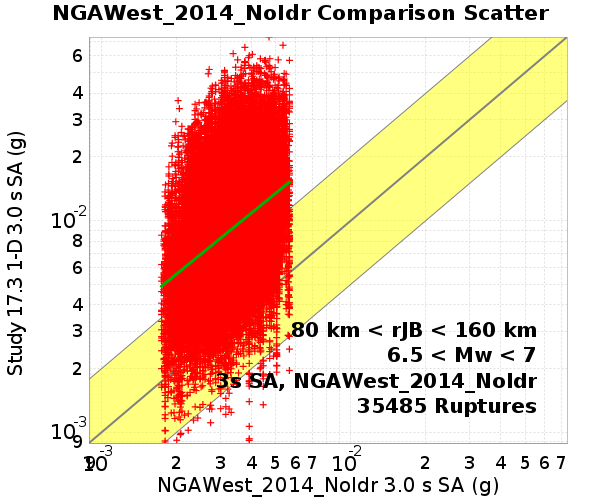 NGAWest_2014_NoIdr Comparison Scatter
Study 17.3 1-D 3.0 s SA (g)
6
4
3
2
10-2
8
6
4
3
2
10-3
9
80 km < rJB < 160 km
6.5 < Mw < 7
3s SA, NGAWest_2014_NoIdr
35485 Ruptures
9 10-3 2 3 4 5 6 7 10-2 2 3 4 5 6 7
NGAWest_2014_NoIdr 3.0 s SA (g)